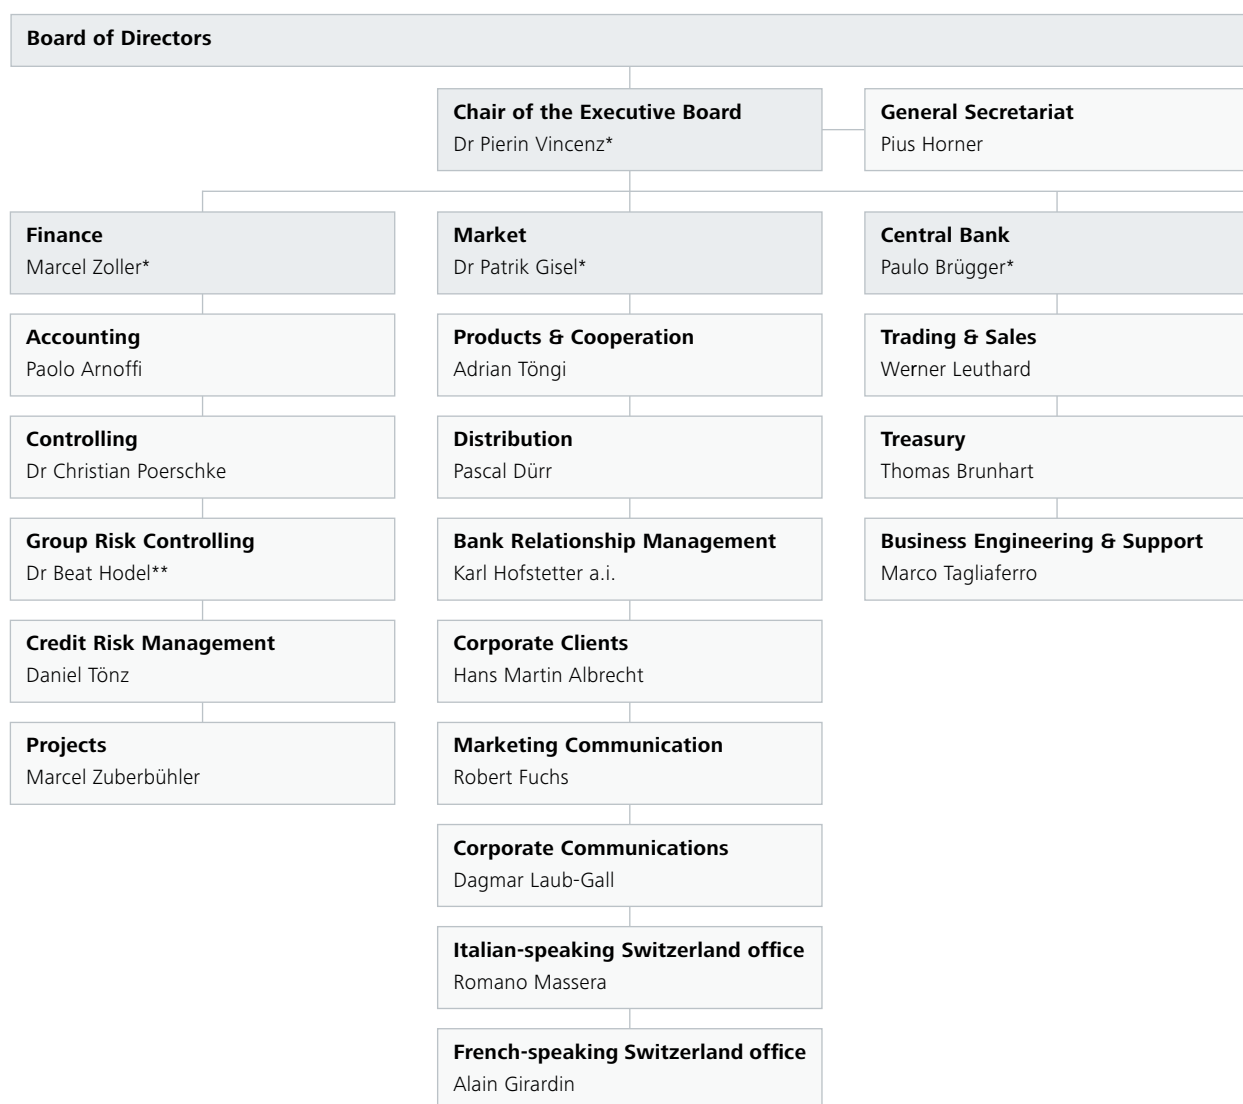 Board of Directors
Chair of the Executive Board
Dr Pierin Vincenz*
General Secretariat
Pius Horner
Finance
Marcel Zoller*
Accounting
Paolo Arnoffi
Controlling
Dr Christian Poerschke
Group Risk Controlling
Dr Beat Hodel**
Credit Risk Management
Daniel Tönz
Projects
Marcel Zuberbühler
Market
Dr Patrik Gisel*
Products & Cooperation
Adrian Töngi
Distribution
Pascal Dürr
Bank Relationship Management
Karl Hofstetter a.i.
Corporate Clients
Hans Martin Albrecht
Marketing Communication
Robert Fuchs
Corporate Communications
Dagmar Laub-Gall
Italian-speaking Switzerland office
Romano Massera
French-speaking Switzerland office
Alain Girardin
Central Bank
Paulo Brügger*
Trading & Sales
Werner Leuthard
Treasury
Thomas Brunhart
Business Engineering & Support
Marco Tagliaferro